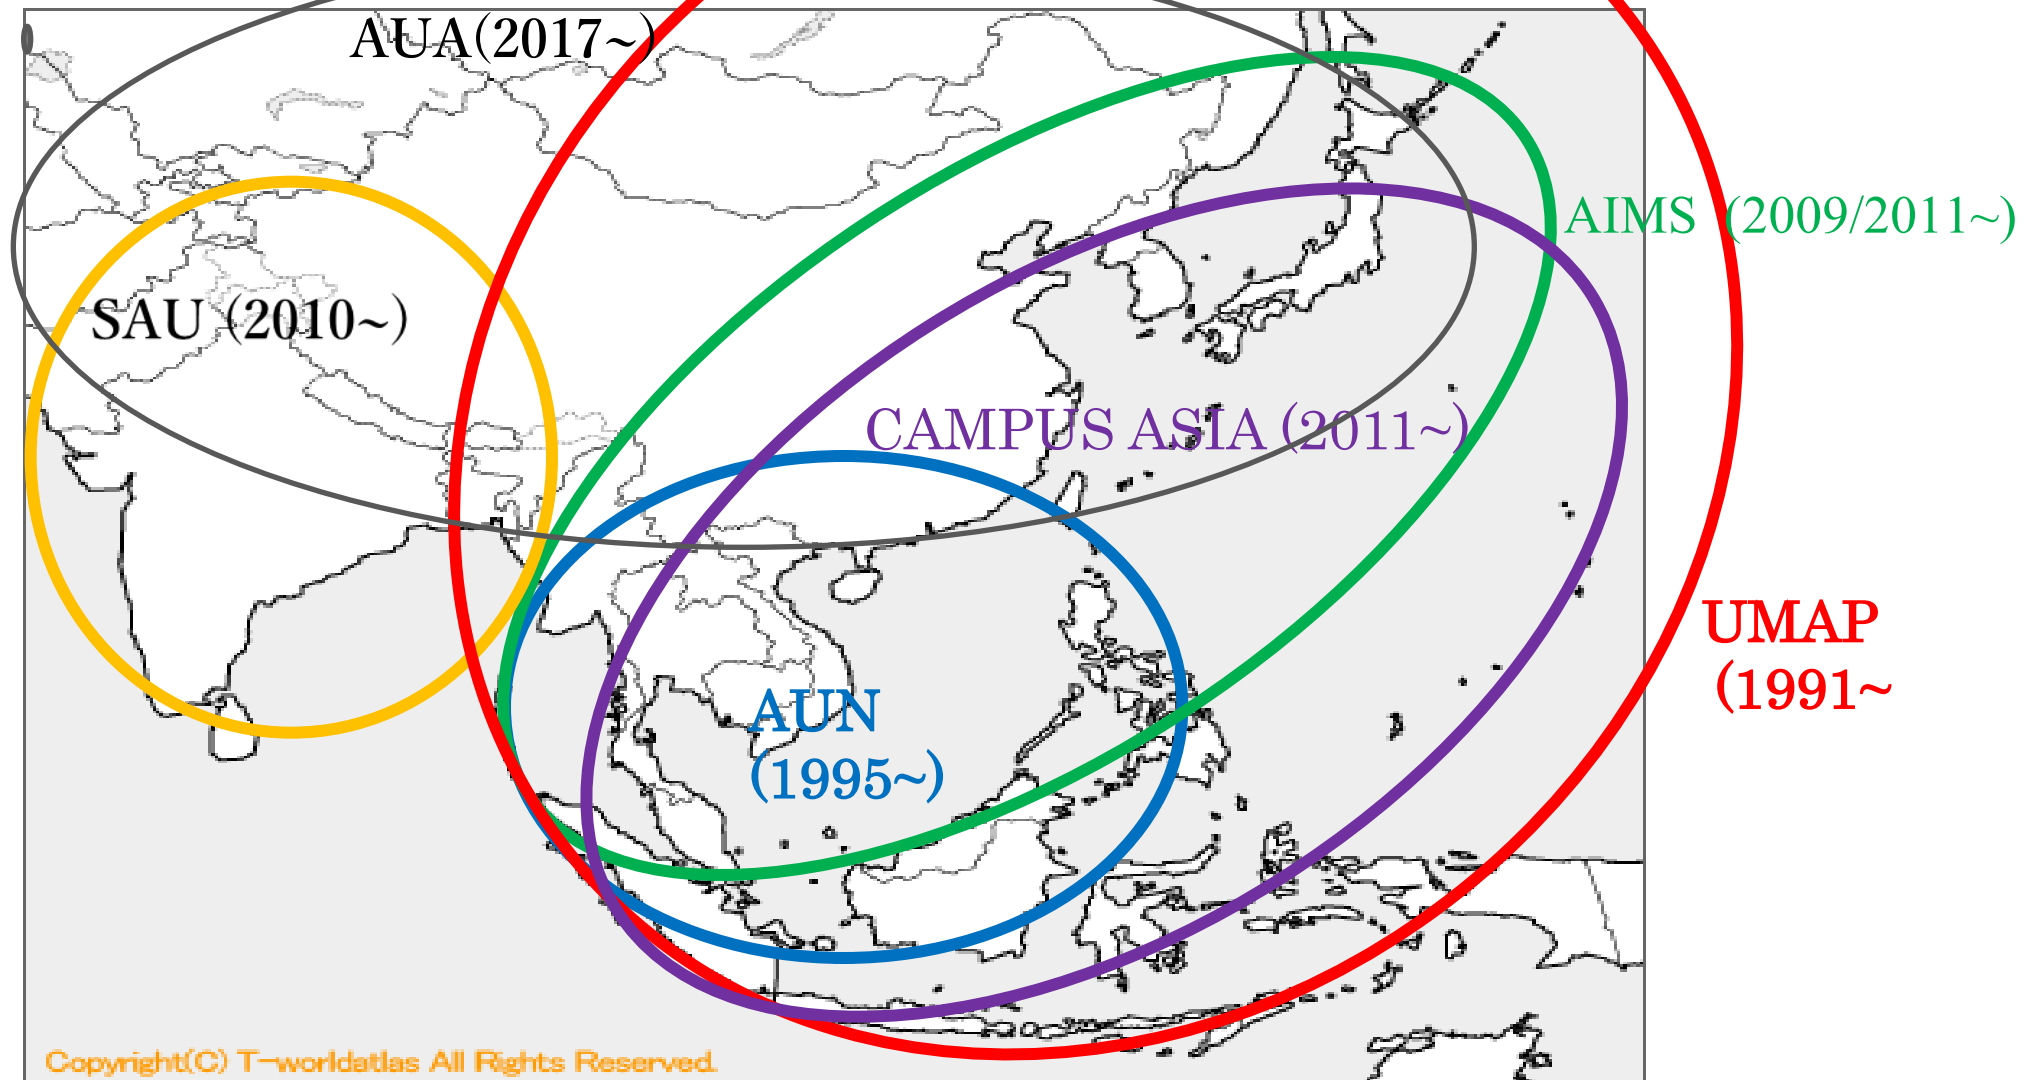 AUA(2017~)
AIMS (2009/2011~)
SAU (2010~)
CAMPUS ASIA (2011~)
UMAP
(1991~
AUN
(1995~)
Copyright(C) T-worldatlas All Rights Reserved.